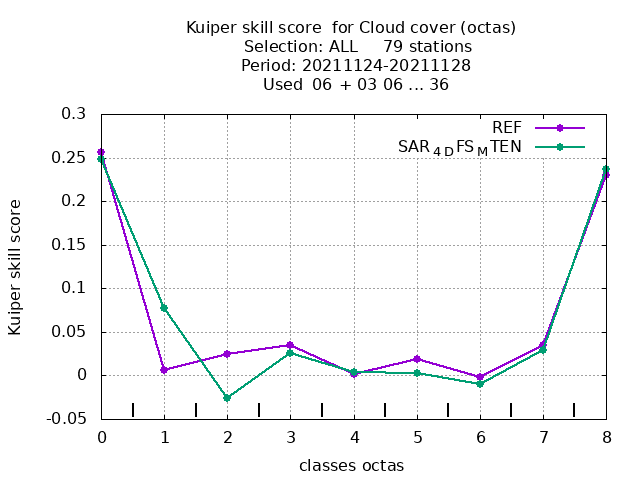 Kuiper skill score  for Cloud cover (octas)
Selection: ALL     79 stations
Period: 20211124-20211128
Used  06 + 03 06 ... 36
REF
SAR4DFSMTEN
0.3
0.25
0.2
0.15
0.1
0.05
0
-0.05
Kuiper skill score
0 1 2 3 4 5 6 7 8
classes octas